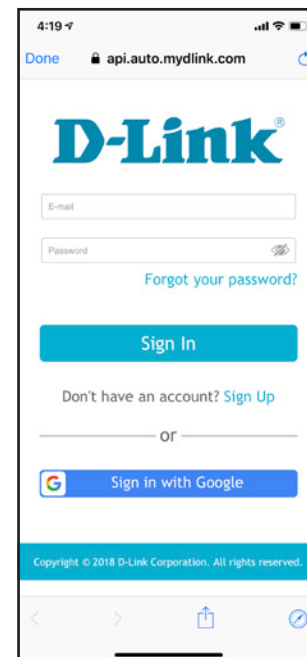 4:19
Done api.auto.mydlink.com
D-Link®
E-mail
Password
Forgot your password?
Sign In
Don't have an account? Sign Up
or
G Sign in with Google
Copyright © 2018 D-Link Corporation. All rights reserved.